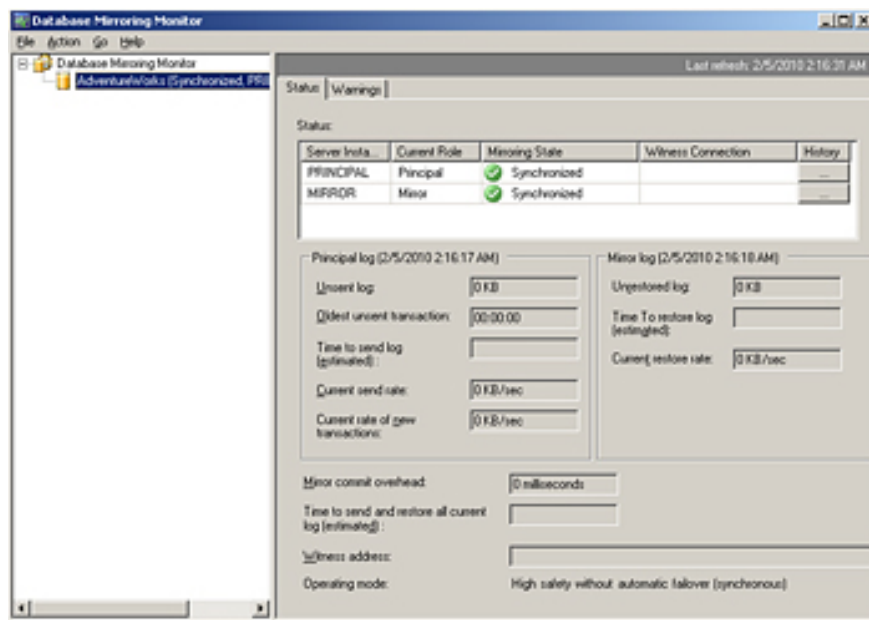 Database Mirroring Monitor
File Action Go Help
Database Mirroring Monitor
AdventureWorks (Synchronized, PRI
Last refresh: 2/5/2010 2:16:31 AM
Status Warnings
Status:
Server Insta... Current Role Mirroring State Witness Connection History
PRINCIPAL Principal Synchronized ...
MIRROR Mirror Synchronized ...
Principal log (2/5/2010 2:16:17 AM)
Unsent log: 0 KB
Oldest unsent transaction: 00:00:00
Time to send log
(estimated) :
Current send rate: 0 KB/sec
Current rate of new
transactions: 0 KB/sec
Mirror log (2/5/2010 2:16:18 AM)
Unrestored log: 0 KB
Time To restore log
(estimated):
Current restore rate: 0 KB/sec
Mirror commit overhead: 0 milliseconds
Time to send and restore all current
log (estimated) :
Witness address:
Operating mode: High safety without automatic failover (synchronous)